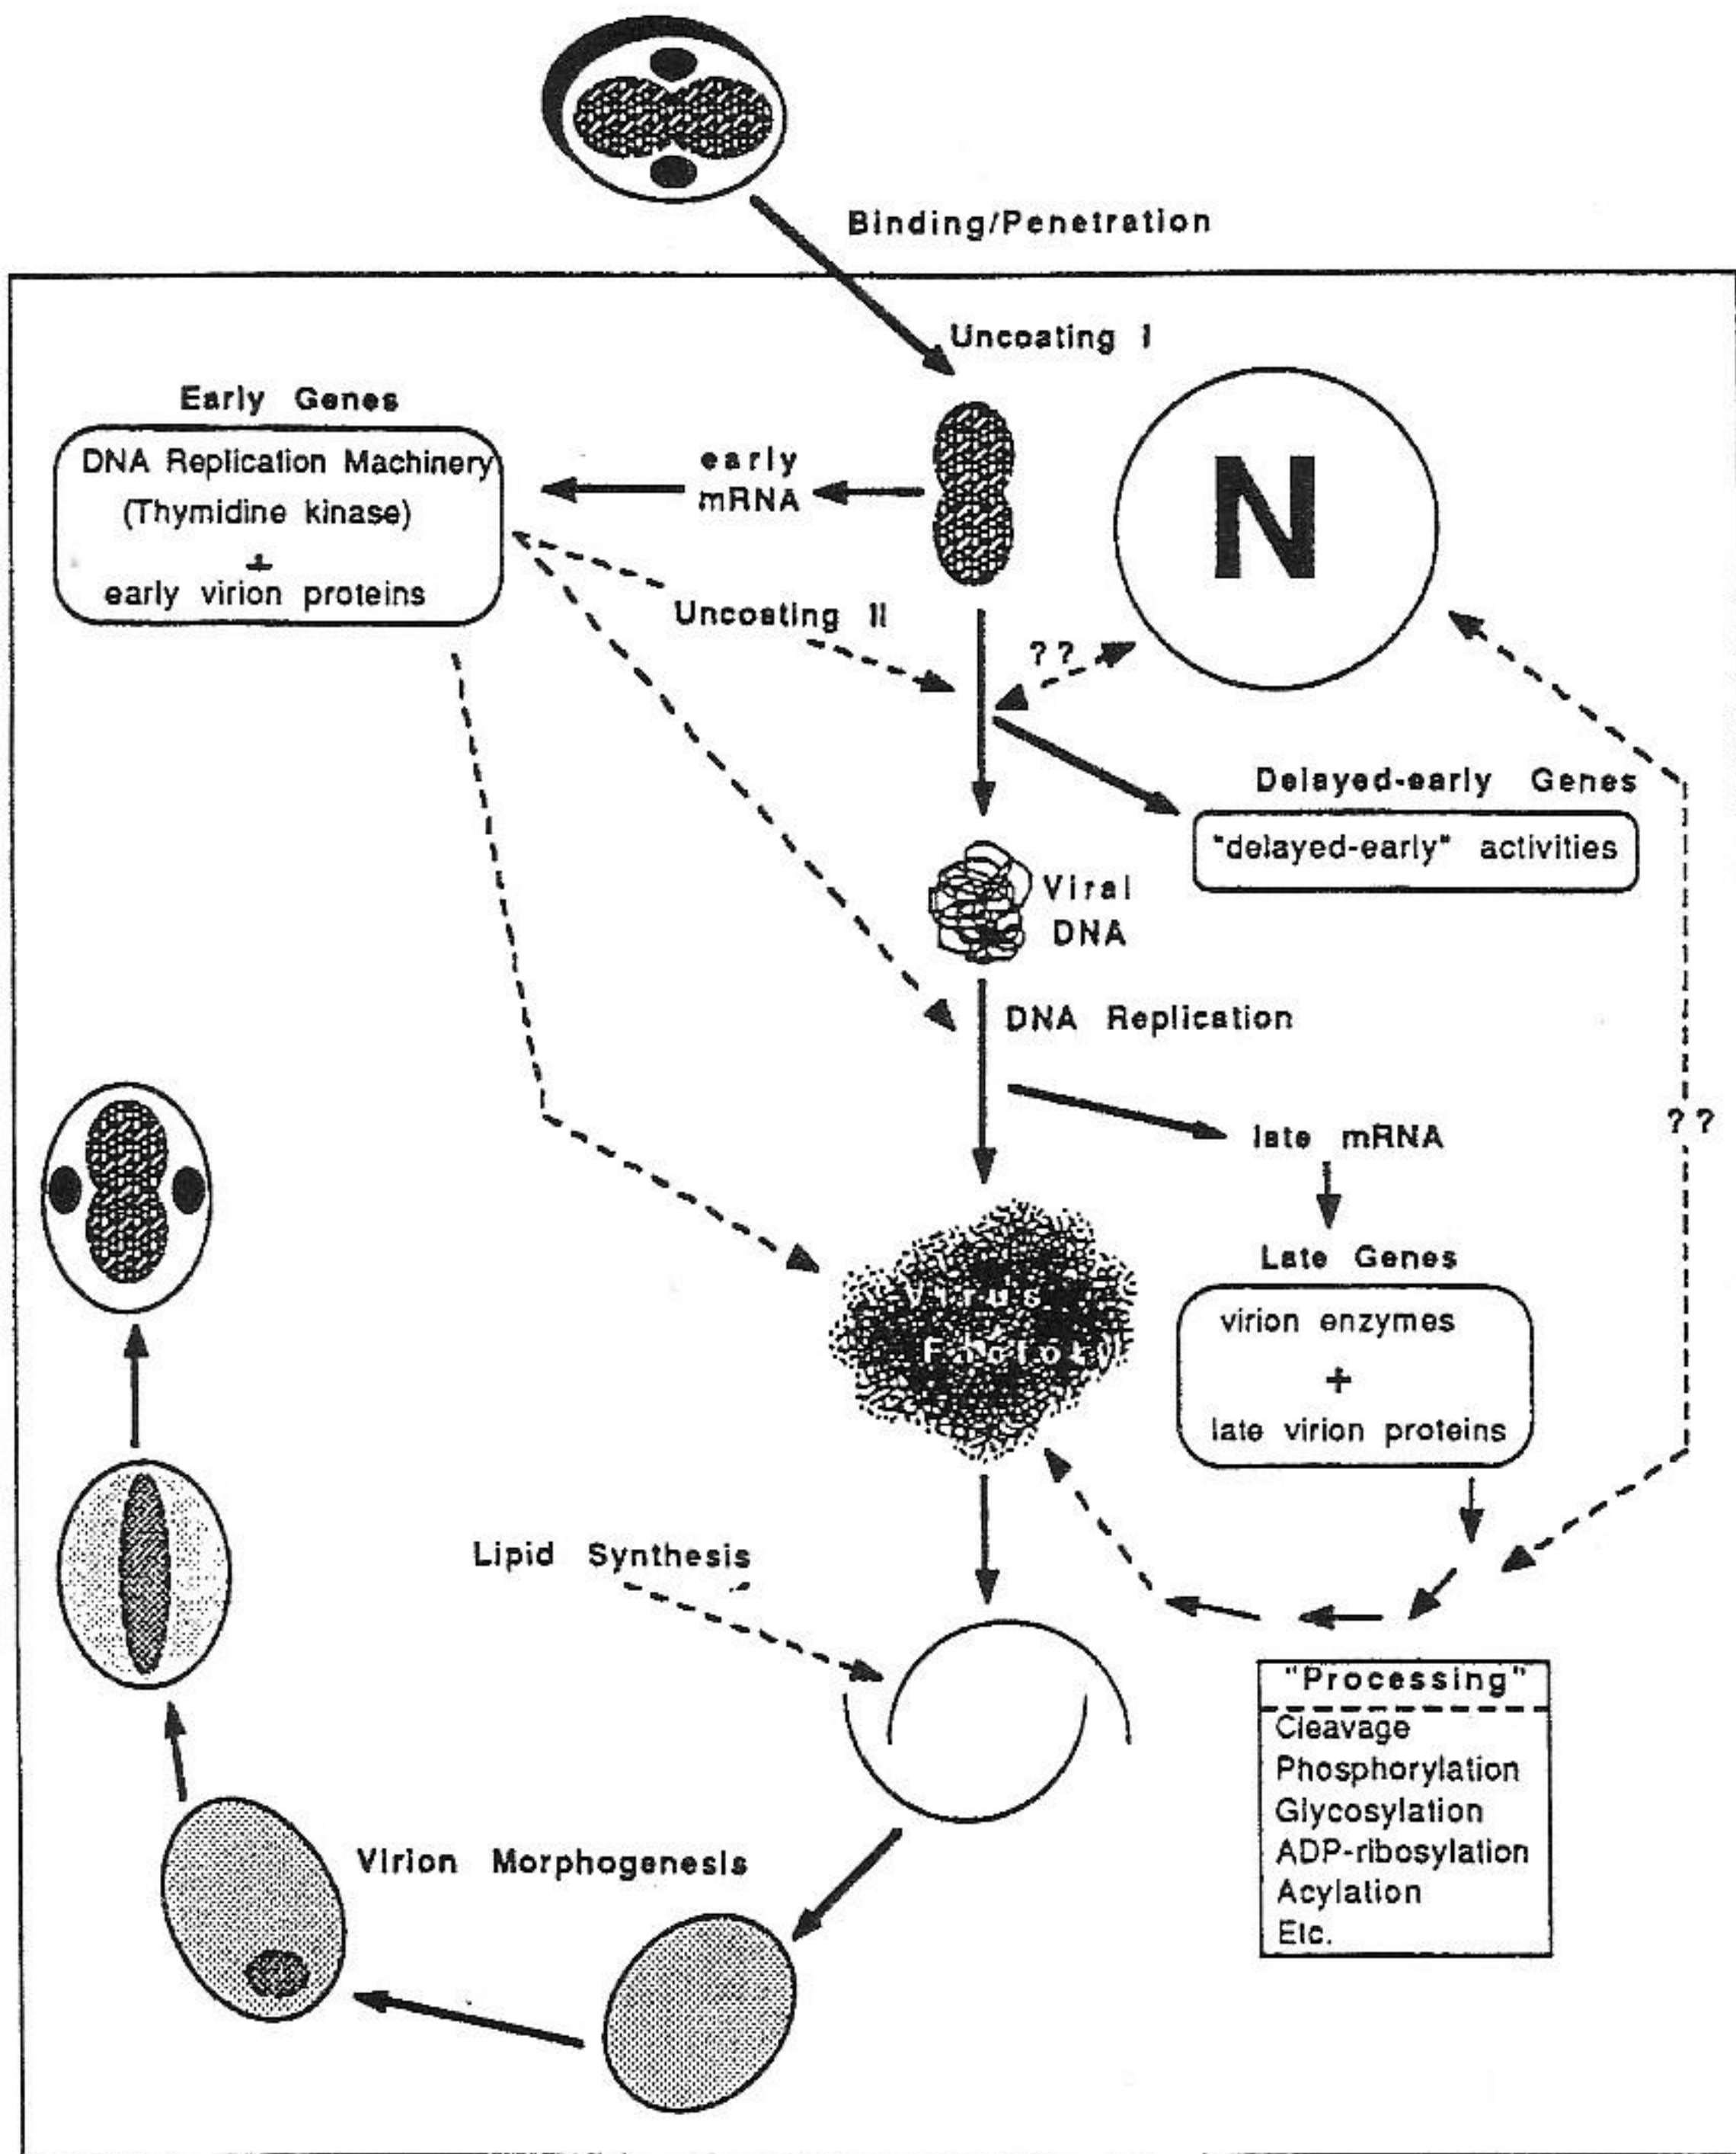 Binding/Penetration
Uncoating I
Early Genes
DNA Replication Machinery
(Thymidine kinase)
+
early virion proteins
early
mRNA
N
Uncoating II
??
Delayed-early Genes
"delayed-early" activities
Viral
DNA
DNA Replication
late mRNA
??
Late Genes
virion enzymes
+
late virion proteins
Virus
Factory
Lipid Synthesis
"Processing"
Cleavage
Phosphorylation
Glycosylation
ADP-ribosylation
Acylation
Etc.
Virion Morphogenesis